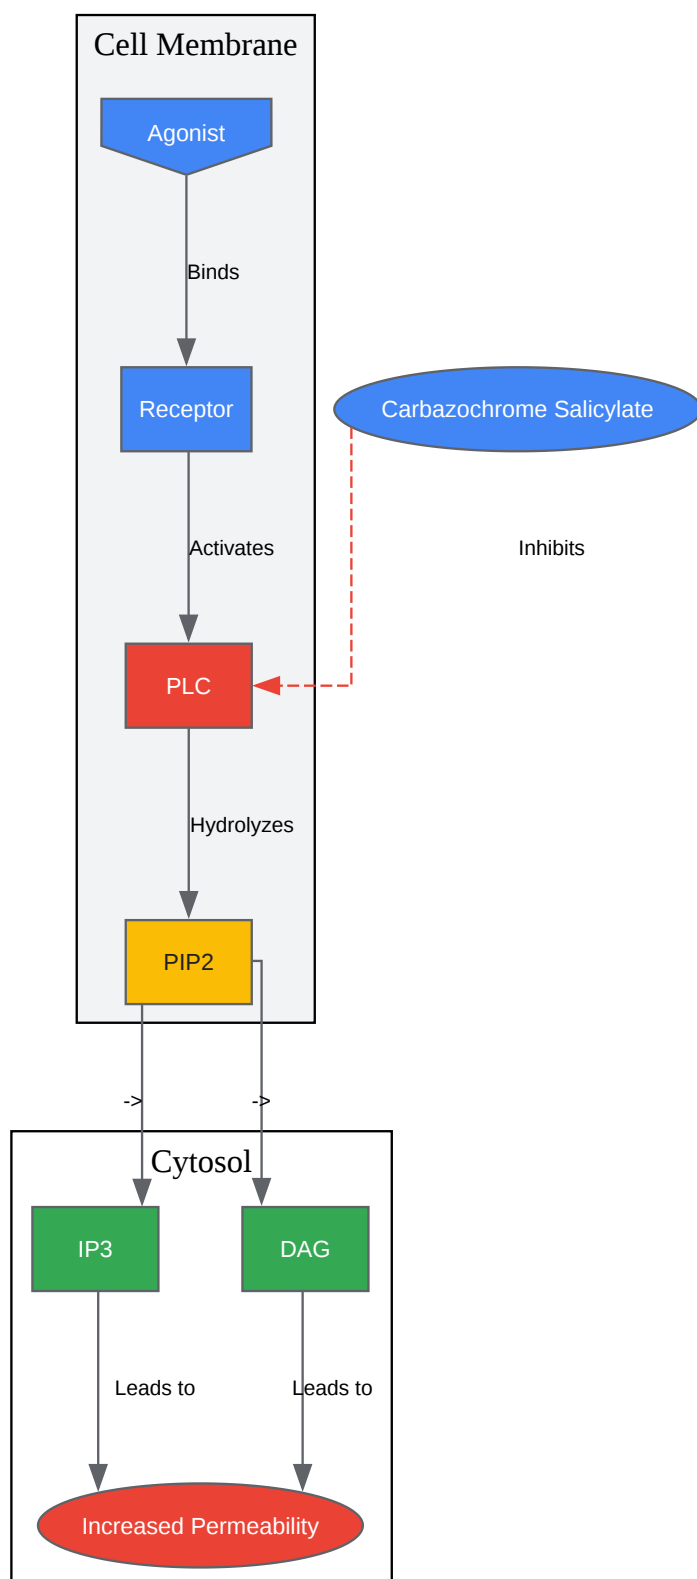 Cell Membrane
Agonist
Binds
Receptor
Carbazochrome Salicylate
Activates
Inhibits
PLC
Hydrolyzes
PIP2
->
->
Cytosol
IP3
DAG
Leads to
Leads to
Increased Permeability